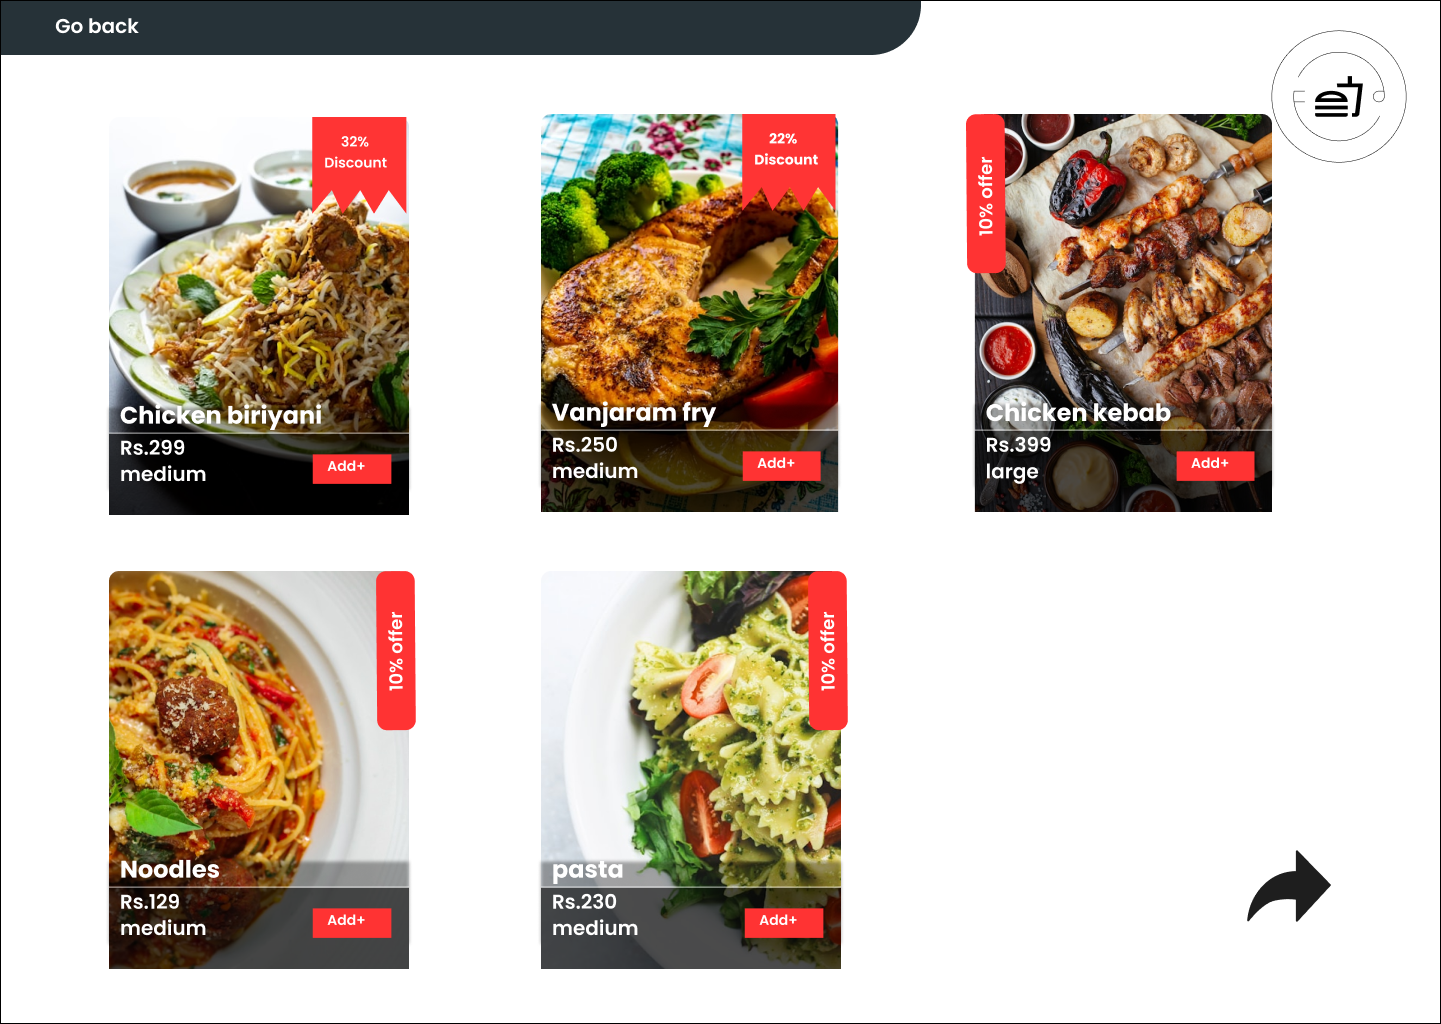 Go back
32%
Discount
Chicken biriyani
Rs.299
medium
Add+
22%
Discount
Vanjaram fry
Rs.250
medium
Add+
10% offer
Chicken kebab
Rs.399
large
Add+
10% offer
Noodles
Rs.129
medium
Add+
10% offer
pasta
Rs.230
medium
Add+